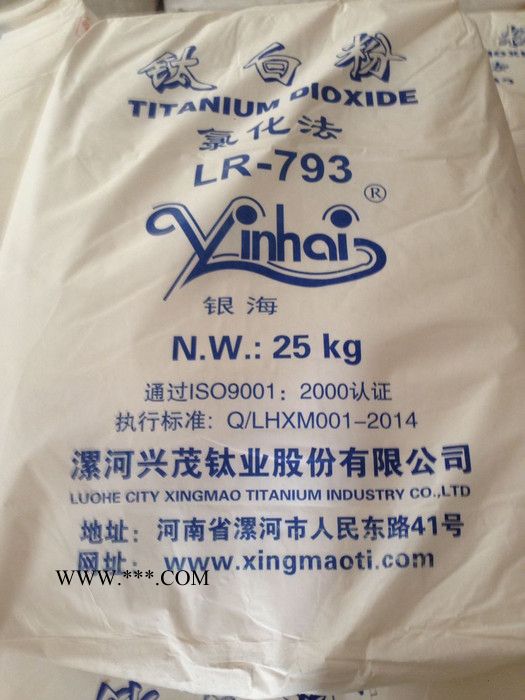 钛白粉
TITANIUM DIOXIDE
氯化法
LR-793
Yinhai®
银海
N.W.: 25 kg
通过ISO9001：2000认证
执行标准：Q/LHXM001-2014
漯河兴茂钛业股份有限公司
LUOHE CITY XINGMAO TITANIUM INDUSTRY CO.,LTD
地址：河南省漯河市人民东路41号
网址：www.xingmaoti.com
WWW.***.COM